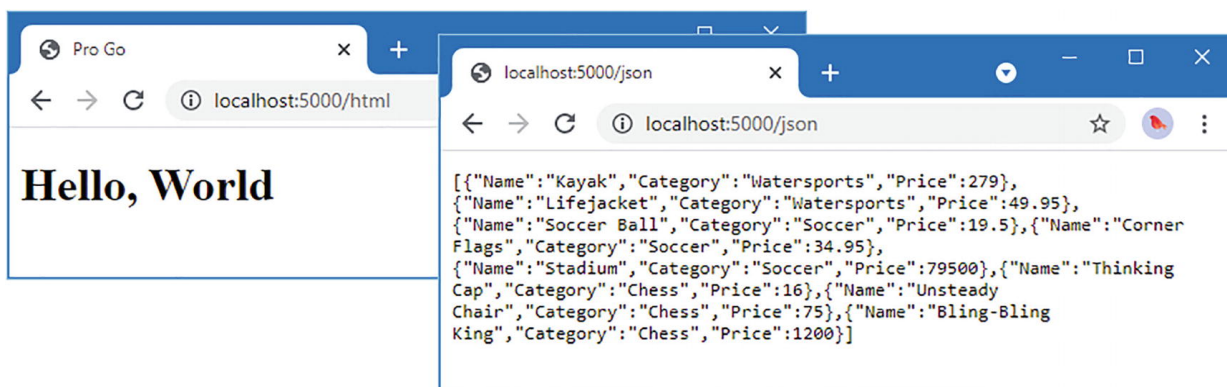 Pro Go
localhost:5000/html
Hello, World
localhost:5000/json
localhost:5000/json
[{"Name":"Kayak","Category":"Watersports","Price":279},
{"Name":"Lifejacket","Category":"Watersports","Price":49.95},
{"Name":"Soccer Ball","Category":"Soccer","Price":19.5},{"Name":"Corner
Flags","Category":"Soccer","Price":34.95},
{"Name":"Stadium","Category":"Soccer","Price":79500},{"Name":"Thinking
Cap","Category":"Chess","Price":16},{"Name":"Unsteady
Chair","Category":"Chess","Price":75},{"Name":"Bling-Bling
King","Category":"Chess","Price":1200}]